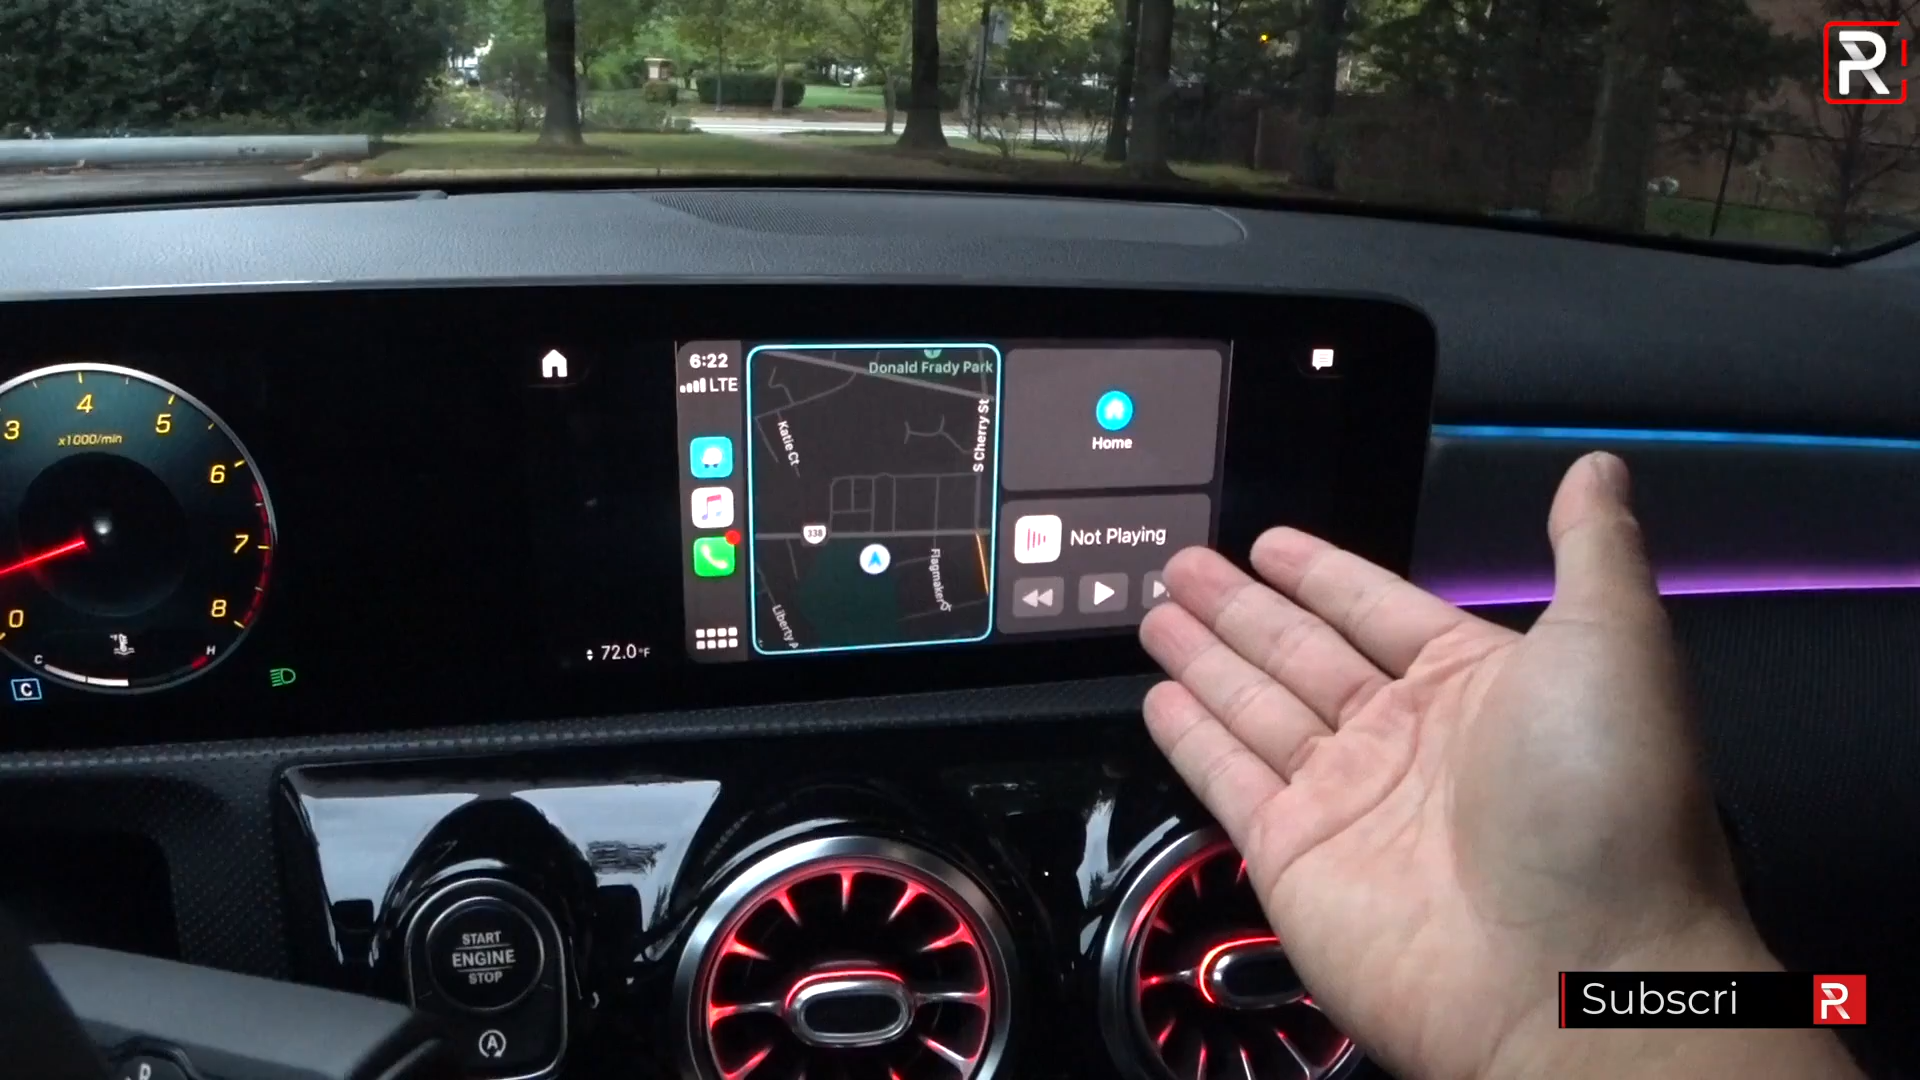 R
6:22
LTE
Donald Frady Park
S Cherry St
Katie Ct
338
Flagmaker
Liberty P
Home
Not Playing
3
4
5
6
7
8
0
x1000/min
C
H
C
72.0°F
START
ENGINE
STOP
A
P
Subscri
R